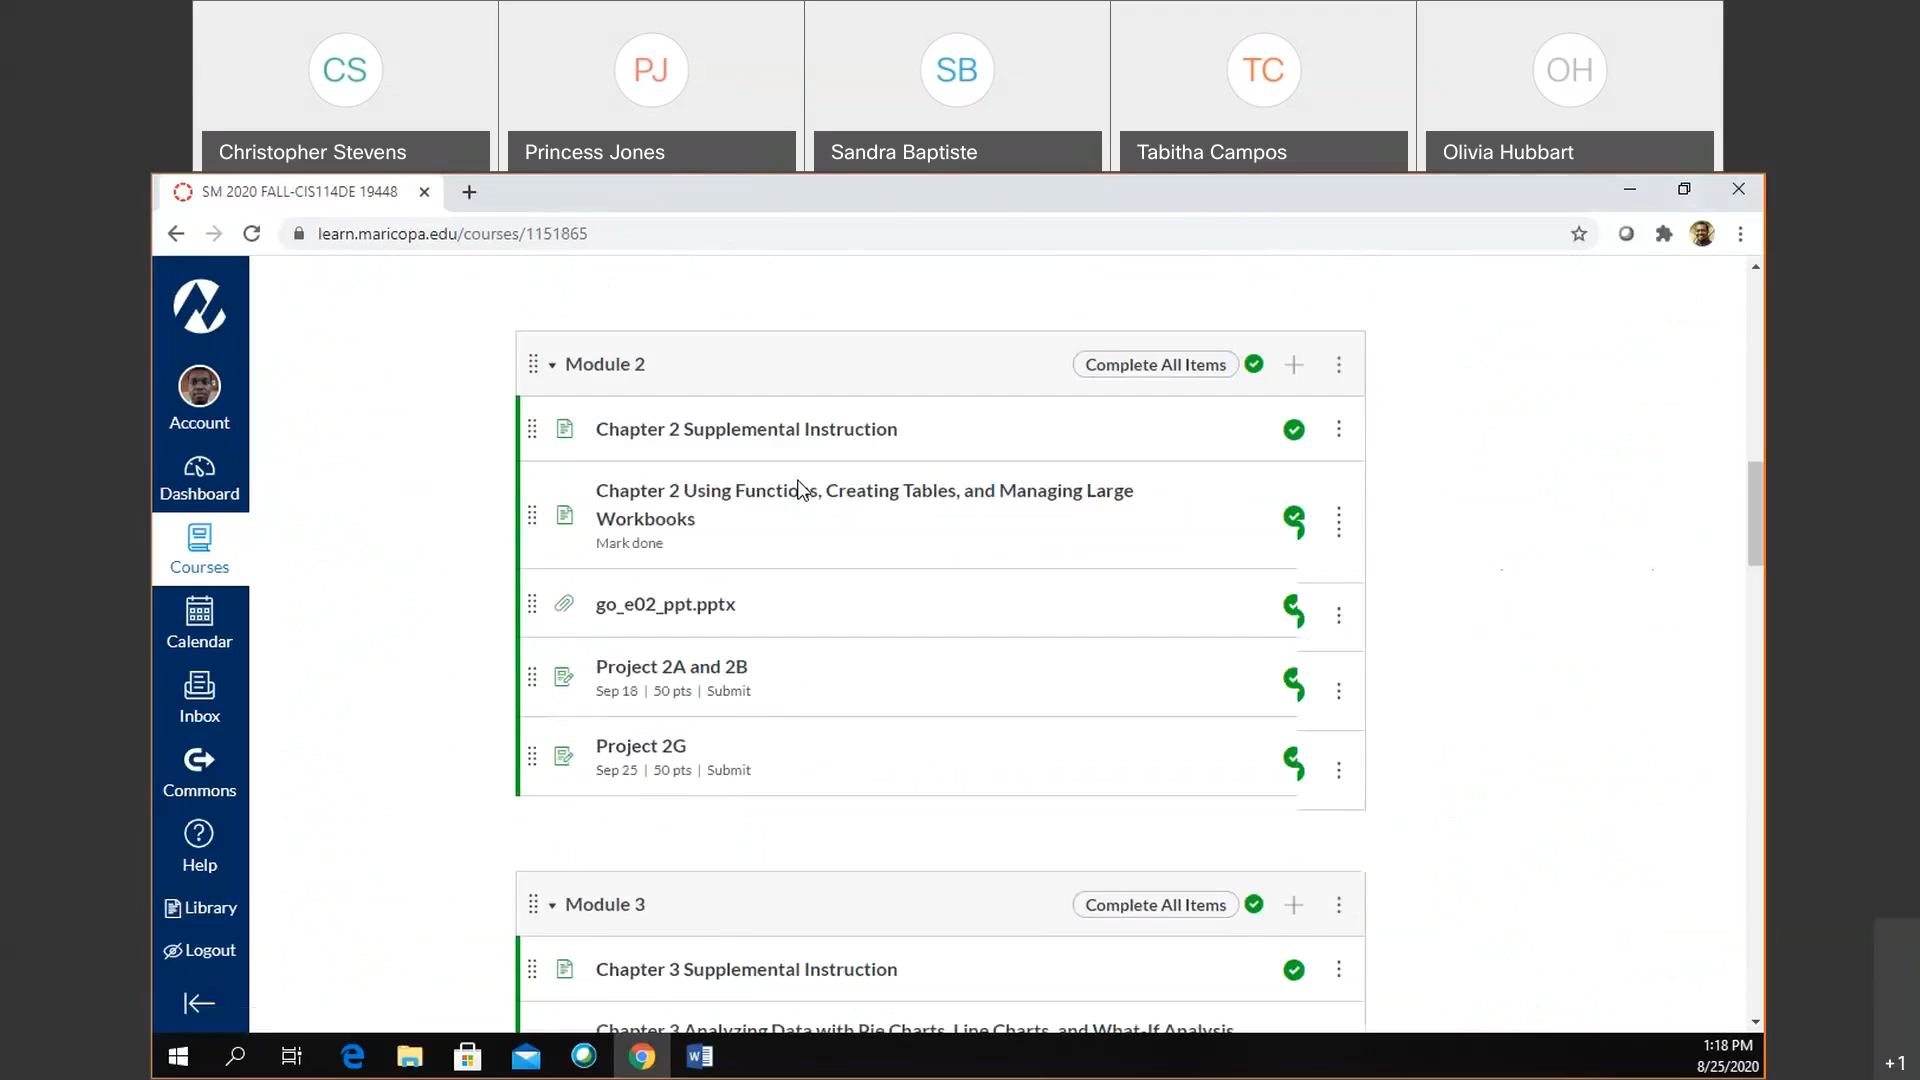 CS
PJ
SB
TC
OH
Christopher Stevens
Princess Jones
Sandra Baptiste
Tabitha Campos
Olivia Hubbart
SM 2020 FALL-CIS114DE 19448
learn.maricopa.edu/courses/1151865
Account
Dashboard
Courses
Calendar
Inbox
Commons
Help
Library
Logout
Module 2
Complete All Items
Chapter 2 Supplemental Instruction
Chapter 2 Using Functions, Creating Tables, and Managing Large
Workbooks
Mark done
go_e02_ppt.pptx
Project 2A and 2B
Sep 18 | 50 pts | Submit
Project 2G
Sep 25 | 50 pts | Submit
Module 3
Complete All Items
Chapter 3 Supplemental Instruction
Chapter 3 Analyzing Data with Pie Charts, Line Charts, and What-If Analysis
W
1:18 PM
8/25/2020
+1